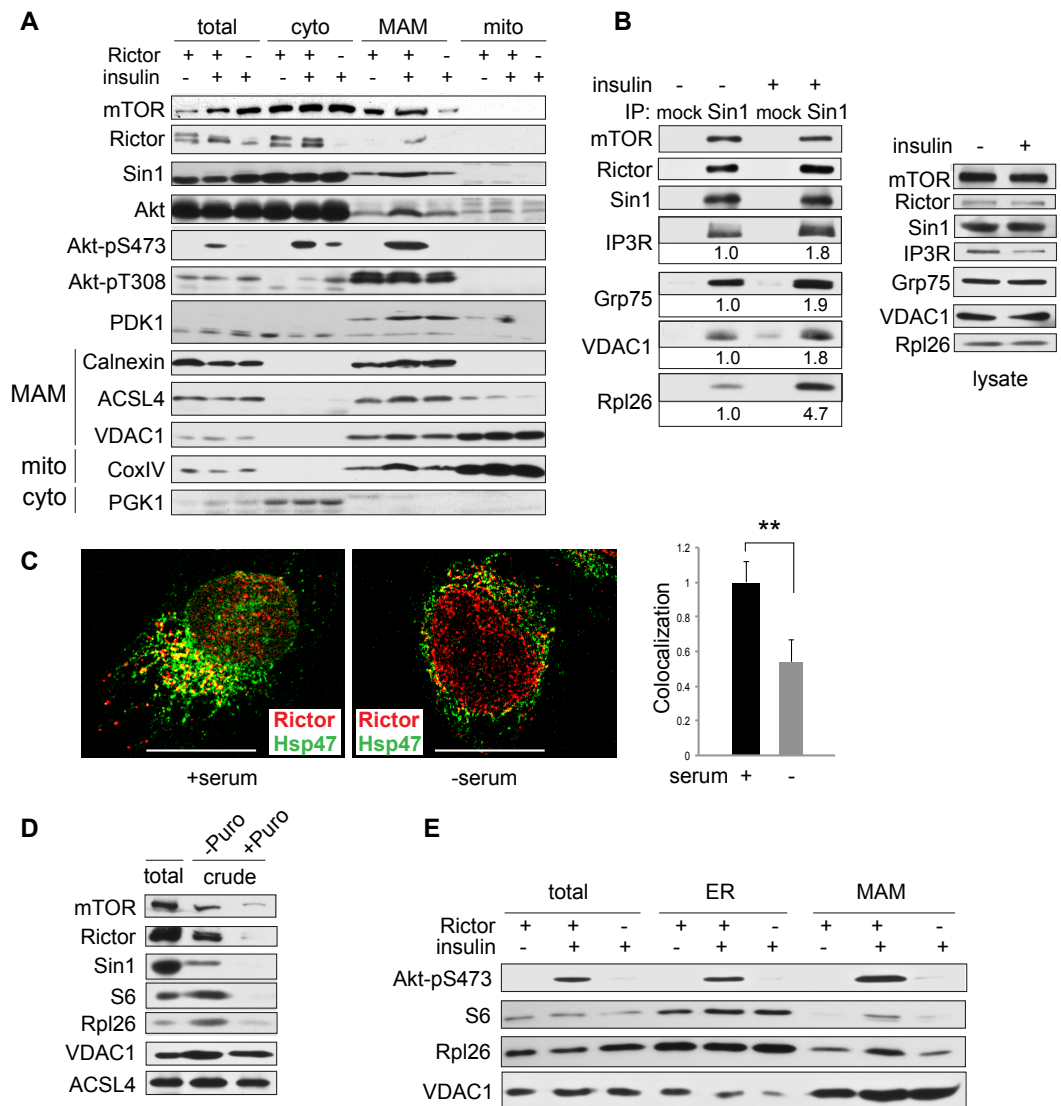 A
total cyto MAM mito
Rictor + + - + + - + + - + + -
insulin - + + - + + - + + - + +
mTOR
Rictor
Sin1
Akt
Akt-pS473
Akt-pT308
PDK1
MAM
Calnexin
ACSL4
VDAC1
mito
CoxIV
cyto
PGK1
B
insulin - - + +
IP: mock Sin1 mock Sin1
mTOR
Rictor
Sin1
IP3R
1.0 1.8
Grp75
1.0 1.9
VDAC1
1.0 1.8
Rpl26
1.0 4.7
insulin - +
mTOR
Rictor
Sin1
IP3R
Grp75
VDAC1
Rpl26
lysate
C
Rictor
Hsp47
+serum
Rictor
Hsp47
-serum
Colocalization
1.2
1
0.8
0.6
0.4
0.2
0
**
serum + -
D
-Puro +Puro
total crude
mTOR
Rictor
Sin1
S6
Rpl26
VDAC1
ACSL4
E
total ER MAM
Rictor + + - + + - + + -
insulin - + + - + + - + +
Akt-pS473
S6
Rpl26
VDAC1